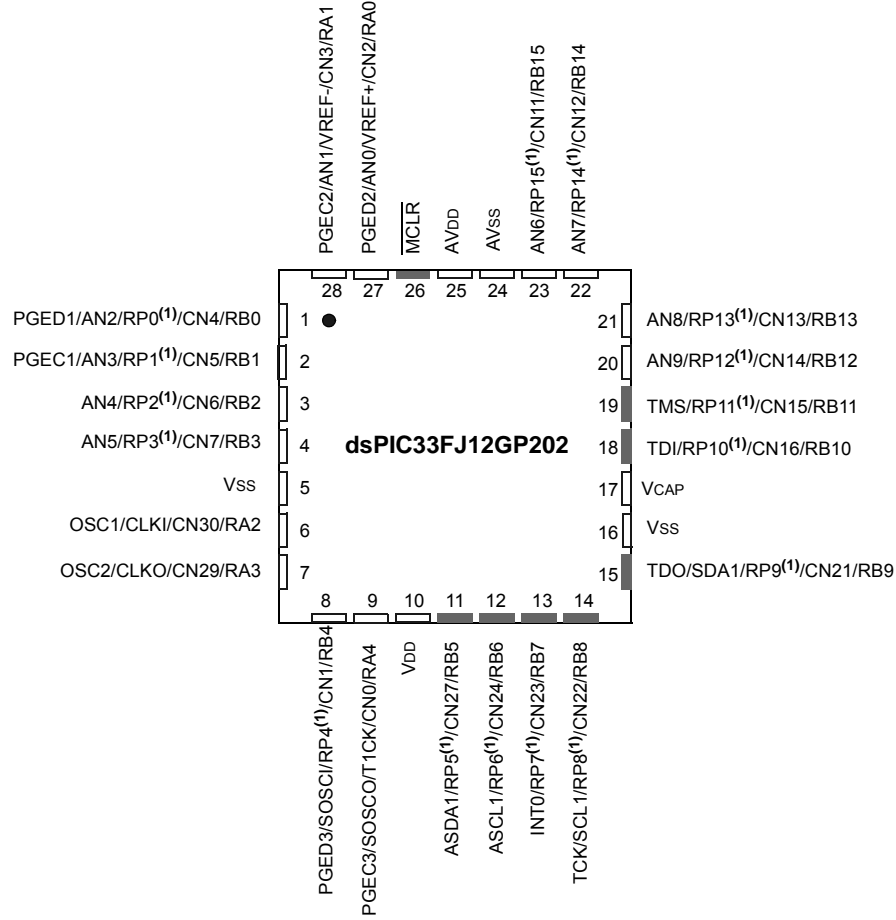 PGEC2/AN1/VREF-/CN3/RA1
PGED2/AN0/VREF+/CN2/RA0
MCLR
AVDD
AVSS
AN6/RP15(1)/CN11/RB15
AN7/RP14(1)/CN12/RB14
28 27 26 25 24 23 22
PGED1/AN2/RP0(1)/CN4/RB0 1 21 AN8/RP13(1)/CN13/RB13
PGEC1/AN3/RP1(1)/CN5/RB1 2 20 AN9/RP12(1)/CN14/RB12
AN4/RP2(1)/CN6/RB2 3 19 TMS/RP11(1)/CN15/RB11
AN5/RP3(1)/CN7/RB3 4 dsPIC33FJ12GP202 18 TDI/RP10(1)/CN16/RB10
VSS 5 17 VCAP
OSC1/CLKI/CN30/RA2 6 16 VSS
OSC2/CLKO/CN29/RA3 7 15 TDO/SDA1/RP9(1)/CN21/RB9
8 9 10 11 12 13 14
PGED3/SOSCI/RP4(1)/CN1/RB4
PGEC3/SOSCO/T1CK/CN0/RA4
VDD
ASDA1/RP5(1)/CN27/RB5
ASCL1/RP6(1)/CN24/RB6
INT0/RP7(1)/CN23/RB7
TCK/SCL1/RP8(1)/CN22/RB8